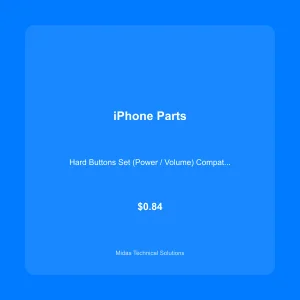 iPhone Parts
Hard Buttons Set (Power / Volume) Compat...
$0.84
Midas Technical Solutions